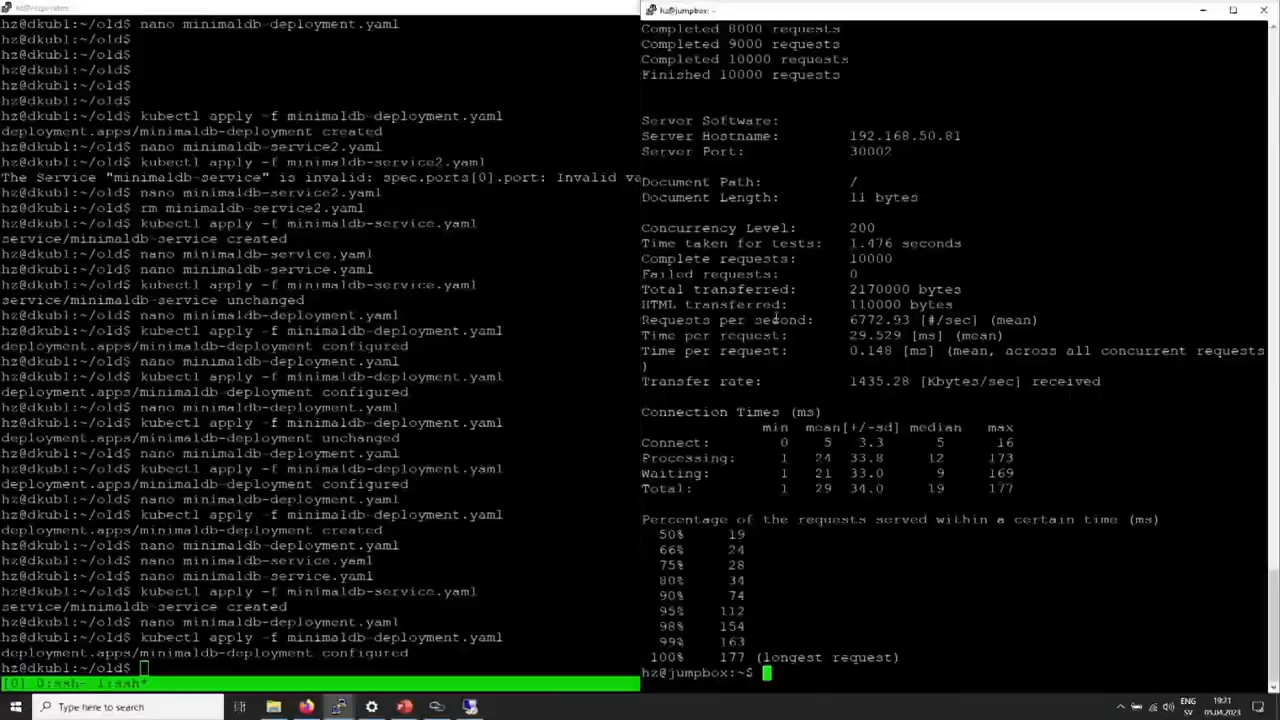 hz@dkub1:~/old$ nano minimaldb-deployment.yaml
hz@dkub1:~/old$
hz@dkub1:~/old$
hz@dkub1:~/old$
hz@dkub1:~/old$
hz@dkub1:~/old$
hz@dkub1:~/old$ kubectl apply -f minimaldb-deployment.yaml
deployment.apps/minimaldb-deployment created
hz@dkub1:~/old$ nano minimaldb-service2.yaml
hz@dkub1:~/old$ kubectl apply -f minimaldb-service2.yaml
The Service "minimaldb-service" is invalid: spec.ports[0].port: Invalid va
hz@dkub1:~/old$ nano minimaldb-service2.yaml
hz@dkub1:~/old$ rm minimaldb-service2.yaml
hz@dkub1:~/old$ kubectl apply -f minimaldb-service.yaml
service/minimaldb-service created
hz@dkub1:~/old$ nano minimaldb-service.yaml
hz@dkub1:~/old$ nano minimaldb-service.yaml
hz@dkub1:~/old$ kubectl apply -f minimaldb-service.yaml
service/minimaldb-service unchanged
hz@dkub1:~/old$ nano minimaldb-deployment.yaml
hz@dkub1:~/old$ kubectl apply -f minimaldb-deployment.yaml
deployment.apps/minimaldb-deployment configured
hz@dkub1:~/old$ nano minimaldb-deployment.yaml
hz@dkub1:~/old$ kubectl apply -f minimaldb-deployment.yaml
deployment.apps/minimaldb-deployment configured
hz@dkub1:~/old$ nano minimaldb-deployment.yaml
hz@dkub1:~/old$ kubectl apply -f minimaldb-deployment.yaml
deployment.apps/minimaldb-deployment unchanged
hz@dkub1:~/old$ nano minimaldb-deployment.yaml
hz@dkub1:~/old$ kubectl apply -f minimaldb-deployment.yaml
deployment.apps/minimaldb-deployment configured
hz@dkub1:~/old$ nano minimaldb-deployment.yaml
hz@dkub1:~/old$ kubectl apply -f minimaldb-deployment.yaml
deployment.apps/minimaldb-deployment created
hz@dkub1:~/old$ nano minimaldb-deployment.yaml
hz@dkub1:~/old$ nano minimaldb-service.yaml
hz@dkub1:~/old$ nano minimaldb-service.yaml
hz@dkub1:~/old$ kubectl apply -f minimaldb-service.yaml
service/minimaldb-service created
hz@dkub1:~/old$ nano minimaldb-deployment.yaml
hz@dkub1:~/old$ kubectl apply -f minimaldb-deployment.yaml
deployment.apps/minimaldb-deployment configured
hz@dkub1:~/old$
[0] 0:ssh- 1:ssh*
hz@jumpbox: ~
Completed 8000 requests
Completed 9000 requests
Completed 10000 requests
Finished 10000 requests
Server Software:
Server Hostname: 192.168.50.81
Server Port: 30002
Document Path: /
Document Length: 11 bytes
Concurrency Level: 200
Time taken for tests: 1.476 seconds
Complete requests: 10000
Failed requests: 0
Total transferred: 2170000 bytes
HTML transferred: 110000 bytes
Requests per second: 6772.93 [#/sec] (mean)
Time per request: 29.529 [ms] (mean)
Time per request: 0.148 [ms] (mean, across all concurrent requests
)
Transfer rate: 1435.28 [Kbytes/sec] received
Connection Times (ms)
min mean[+/-sd] median max
Connect: 0 5 3.3 5 16
Processing: 1 24 33.8 12 173
Waiting: 1 21 33.0 9 169
Total: 1 29 34.0 19 177
Percentage of the requests served within a certain time (ms)
50% 19
66% 24
75% 28
80% 34
90% 74
95% 112
98% 154
99% 163
100% 177 (longest request)
hz@jumpbox:~$
Type here to search
ENG
SV
19:21
05.04.2023